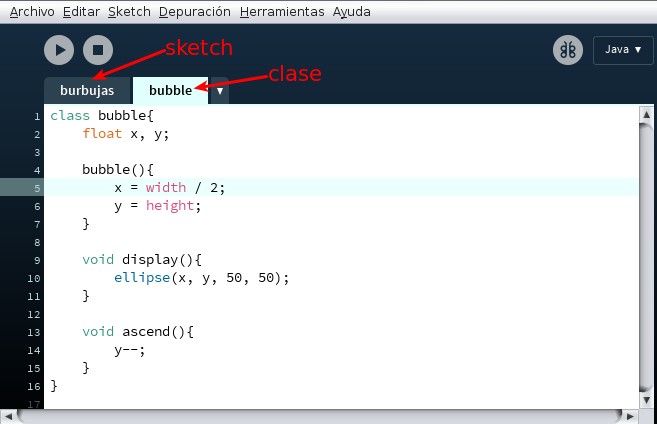 Archivo Editar Sketch Depuración Herramientas Ayuda
sketch
Java ▼
clase
burbujas bubble ▼
1 class bubble{
2 float x, y;
3
4 bubble(){
5 x = width / 2;
6 y = height;
7 }
8
9 void display(){
10 ellipse(x, y, 50, 50);
11 }
12
13 void ascend(){
14 y--;
15 }
16 }
17